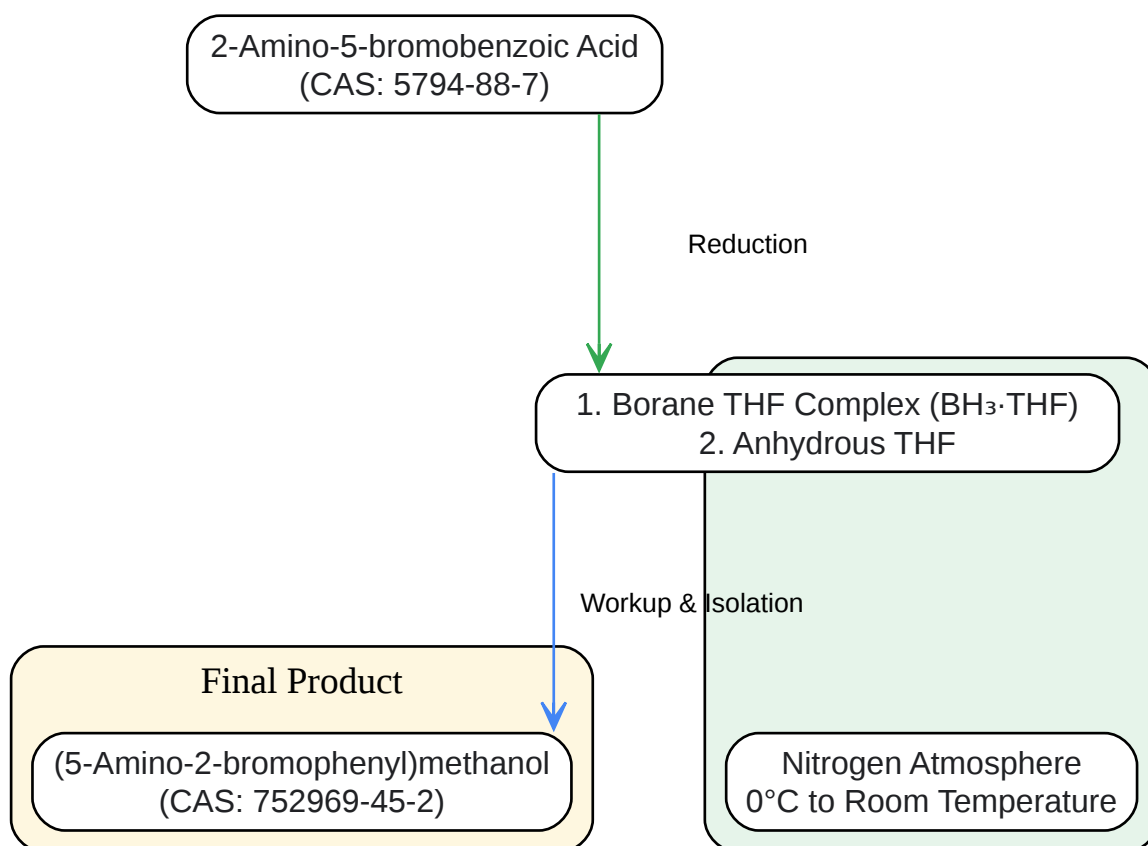 2-Amino-5-bromobenzoic Acid
(CAS: 5794-88-7)
Reduction
1. Borane THF Complex (BH₃·THF)
2. Anhydrous THF
Workup & Isolation
Final Product
(5-Amino-2-bromophenyl)methanol
(CAS: 752969-45-2)
Nitrogen Atmosphere
0°C to Room Temperature